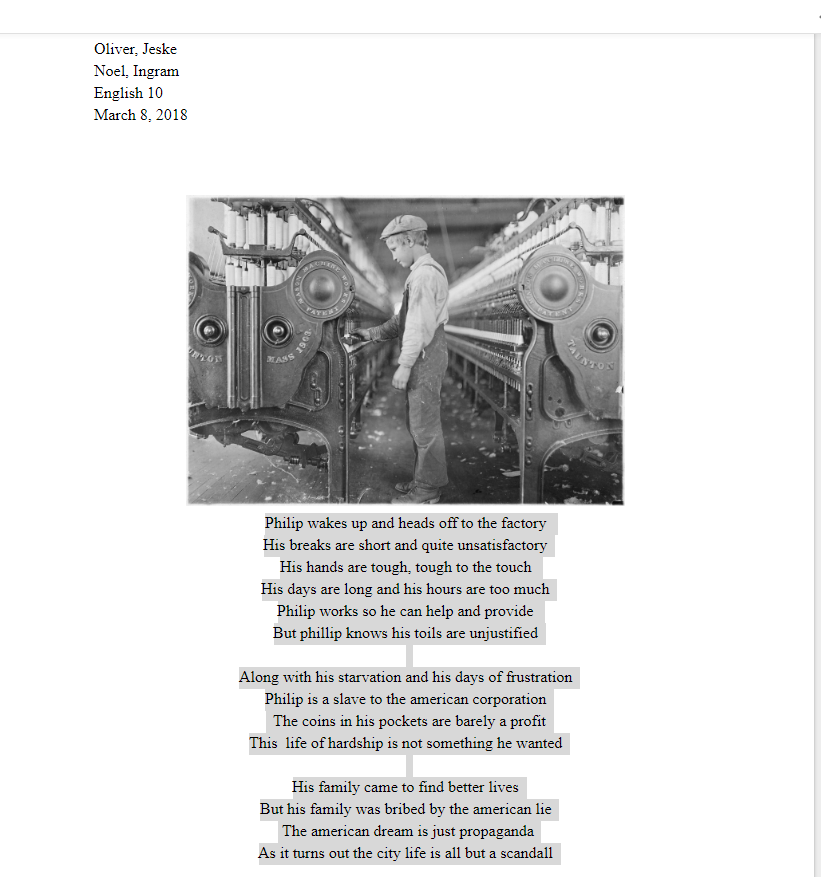 Oliver, Jeske
Noel, Ingram
English 10
March 8, 2018
TAUNTON
MASS 1903.
Philip wakes up and heads off to the factory
His breaks are short and quite unsatisfactory
His hands are tough, tough to the touch
His days are long and his hours are too much
Philip works so he can help and provide
But phillip knows his toils are unjustified
Along with his starvation and his days of frustration
Philip is a slave to the american corporation
The coins in his pockets are barely a profit
This  life of hardship is not something he wanted
His family came to find better lives
But his family was bribed by the american lie
The american dream is just propaganda
As it turns out the city life is all but a scandall